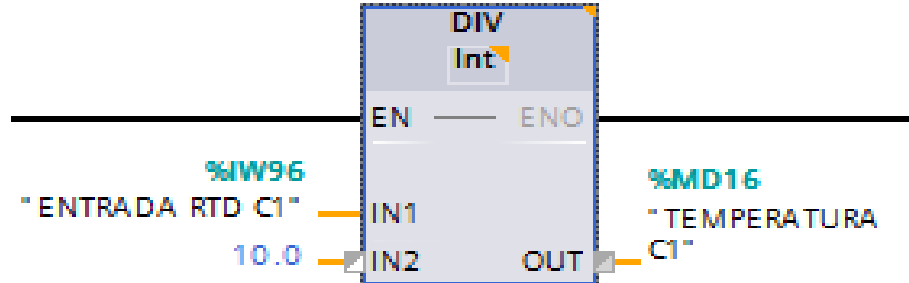 DIV
Int
EN
ENO
%IW96
"ENTRADA RTD C1"
IN1
10.0
IN2
OUT
%MD16
"TEMPERATURA
C1"